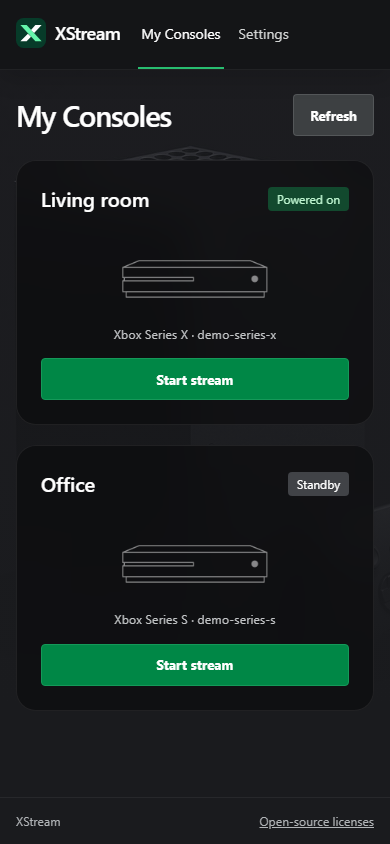 XStream My Consoles Settings
My Consoles Refresh
Living room Powered on
Xbox Series X · demo-series-x
Start stream
Office Standby
Xbox Series S · demo-series-s
Start stream
XStream Open-source licenses